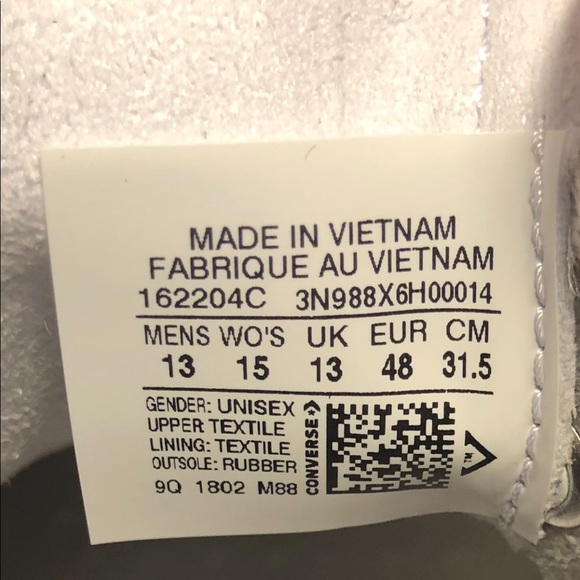 MADE IN VIETNAM
FABRIQUE AU VIETNAM
162204C 3N988X6H00014
MENS WO'S UK EUR CM
13 15 13 48 31.5
GENDER: UNISEX
UPPER TEXTILE
LINING: TEXTILE
OUTSOLE: RUBBER
9Q 1802 M88
CONVERSE
TM